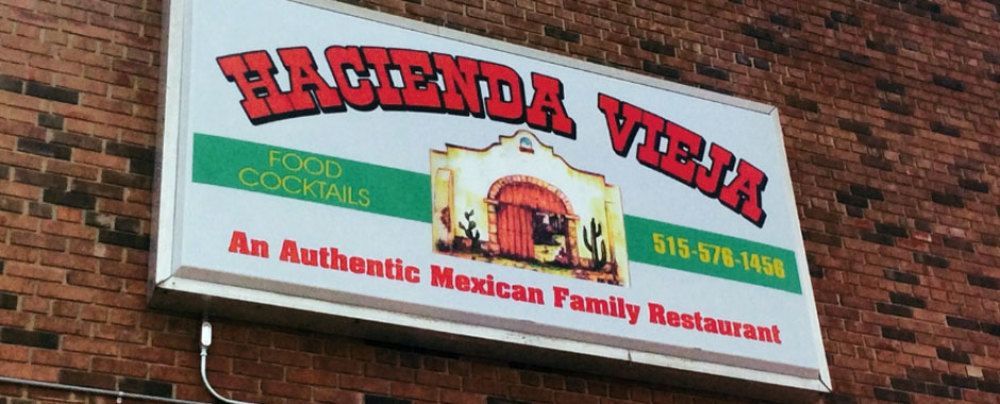 HACIENDA VIEJA
FOOD
COCKTAILS
515-576-1456
An Authentic Mexican Family Restaurant